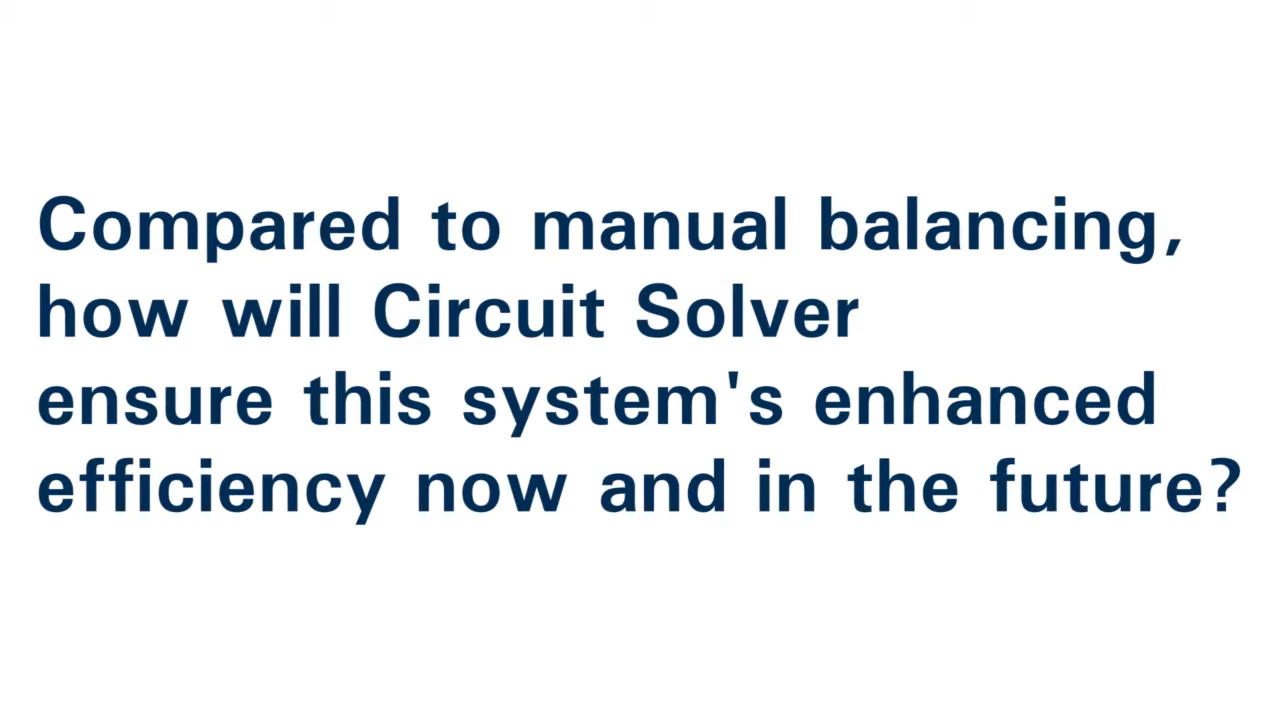 Compared to manual balancing,
how will Circuit Solver
ensure this system's enhanced
efficiency now and in the future?